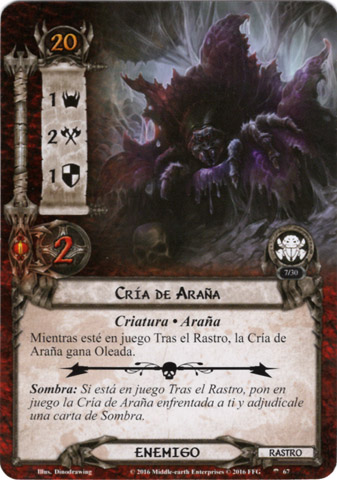 20
1
2
1
2
7/30
Cría de Araña
Criatura • Araña
Mientras esté en juego Tras el Rastro, la Cría de
Araña gana Oleada.
Sombra: Si está en juego Tras el Rastro, pon en
juego la Cría de Araña enfrentada a ti y adjudícale
una carta de Sombra.
ENEMIGO
RASTRO
Illus. Dinodrawing
© 2016 Middle-earth Enterprises © 2016 FFG
67